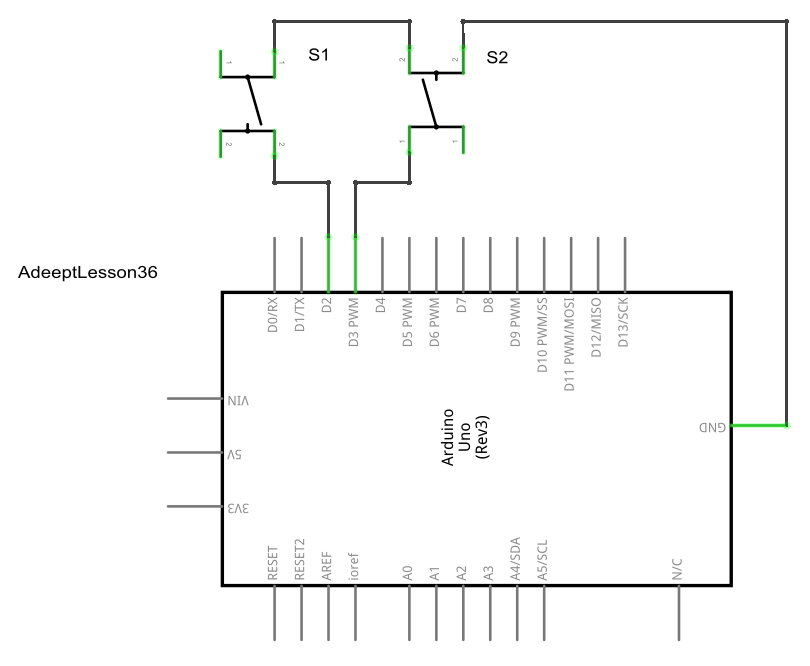 S1
S2
1
1
2
2
2
2
1
1
AdeeptLesson36
D0/RX
D1/TX
D2
D3 PWM
D4
D5 PWM
D6 PWM
D7
D8
D9 PWM
D10 PWM/SS
D11 PWM/MOSI
D12/MISO
D13/SCK
VIN
5V
3V3
Arduino
Uno
(Rev3)
GND
RESET
RESET2
AREF
ioref
A0
A1
A2
A3
A4/SDA
A5/SCL
N/C